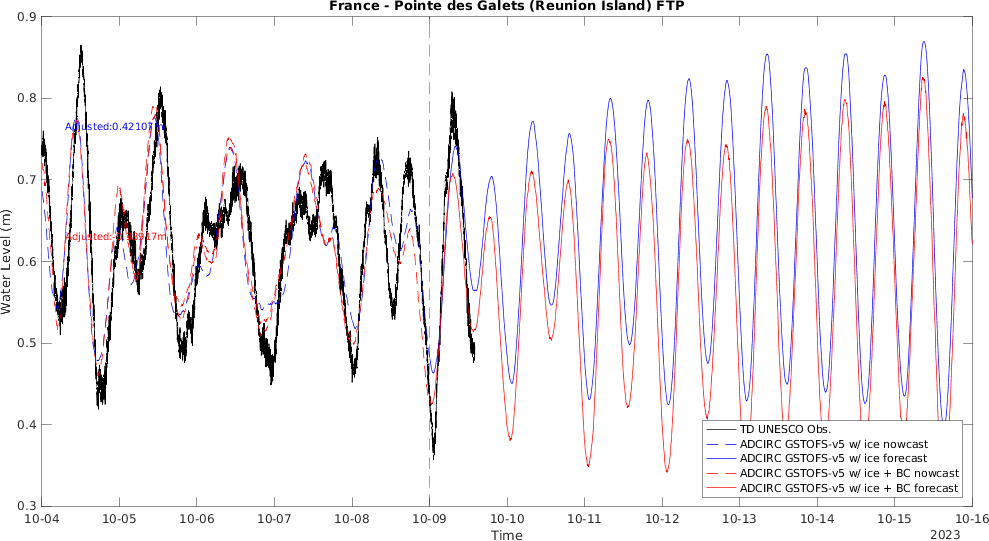 France - Pointe des Galets (Reunion Island) FTP
Water Level (m)
0.9
0.8
0.7
0.6
0.5
0.4
0.3
Adjusted:0.42107m
TD UNESCO Obs.
ADCIRC GSTOFS-v5 w/ ice nowcast
ADCIRC GSTOFS-v5 w/ ice forecast
ADCIRC GSTOFS-v5 w/ ice + BC nowcast
ADCIRC GSTOFS-v5 w/ ice + BC forecast
10-04 10-05 10-06 10-07 10-08 10-09 10-10 10-11 10-12 10-13 10-14 10-15 10-16
Time
2023